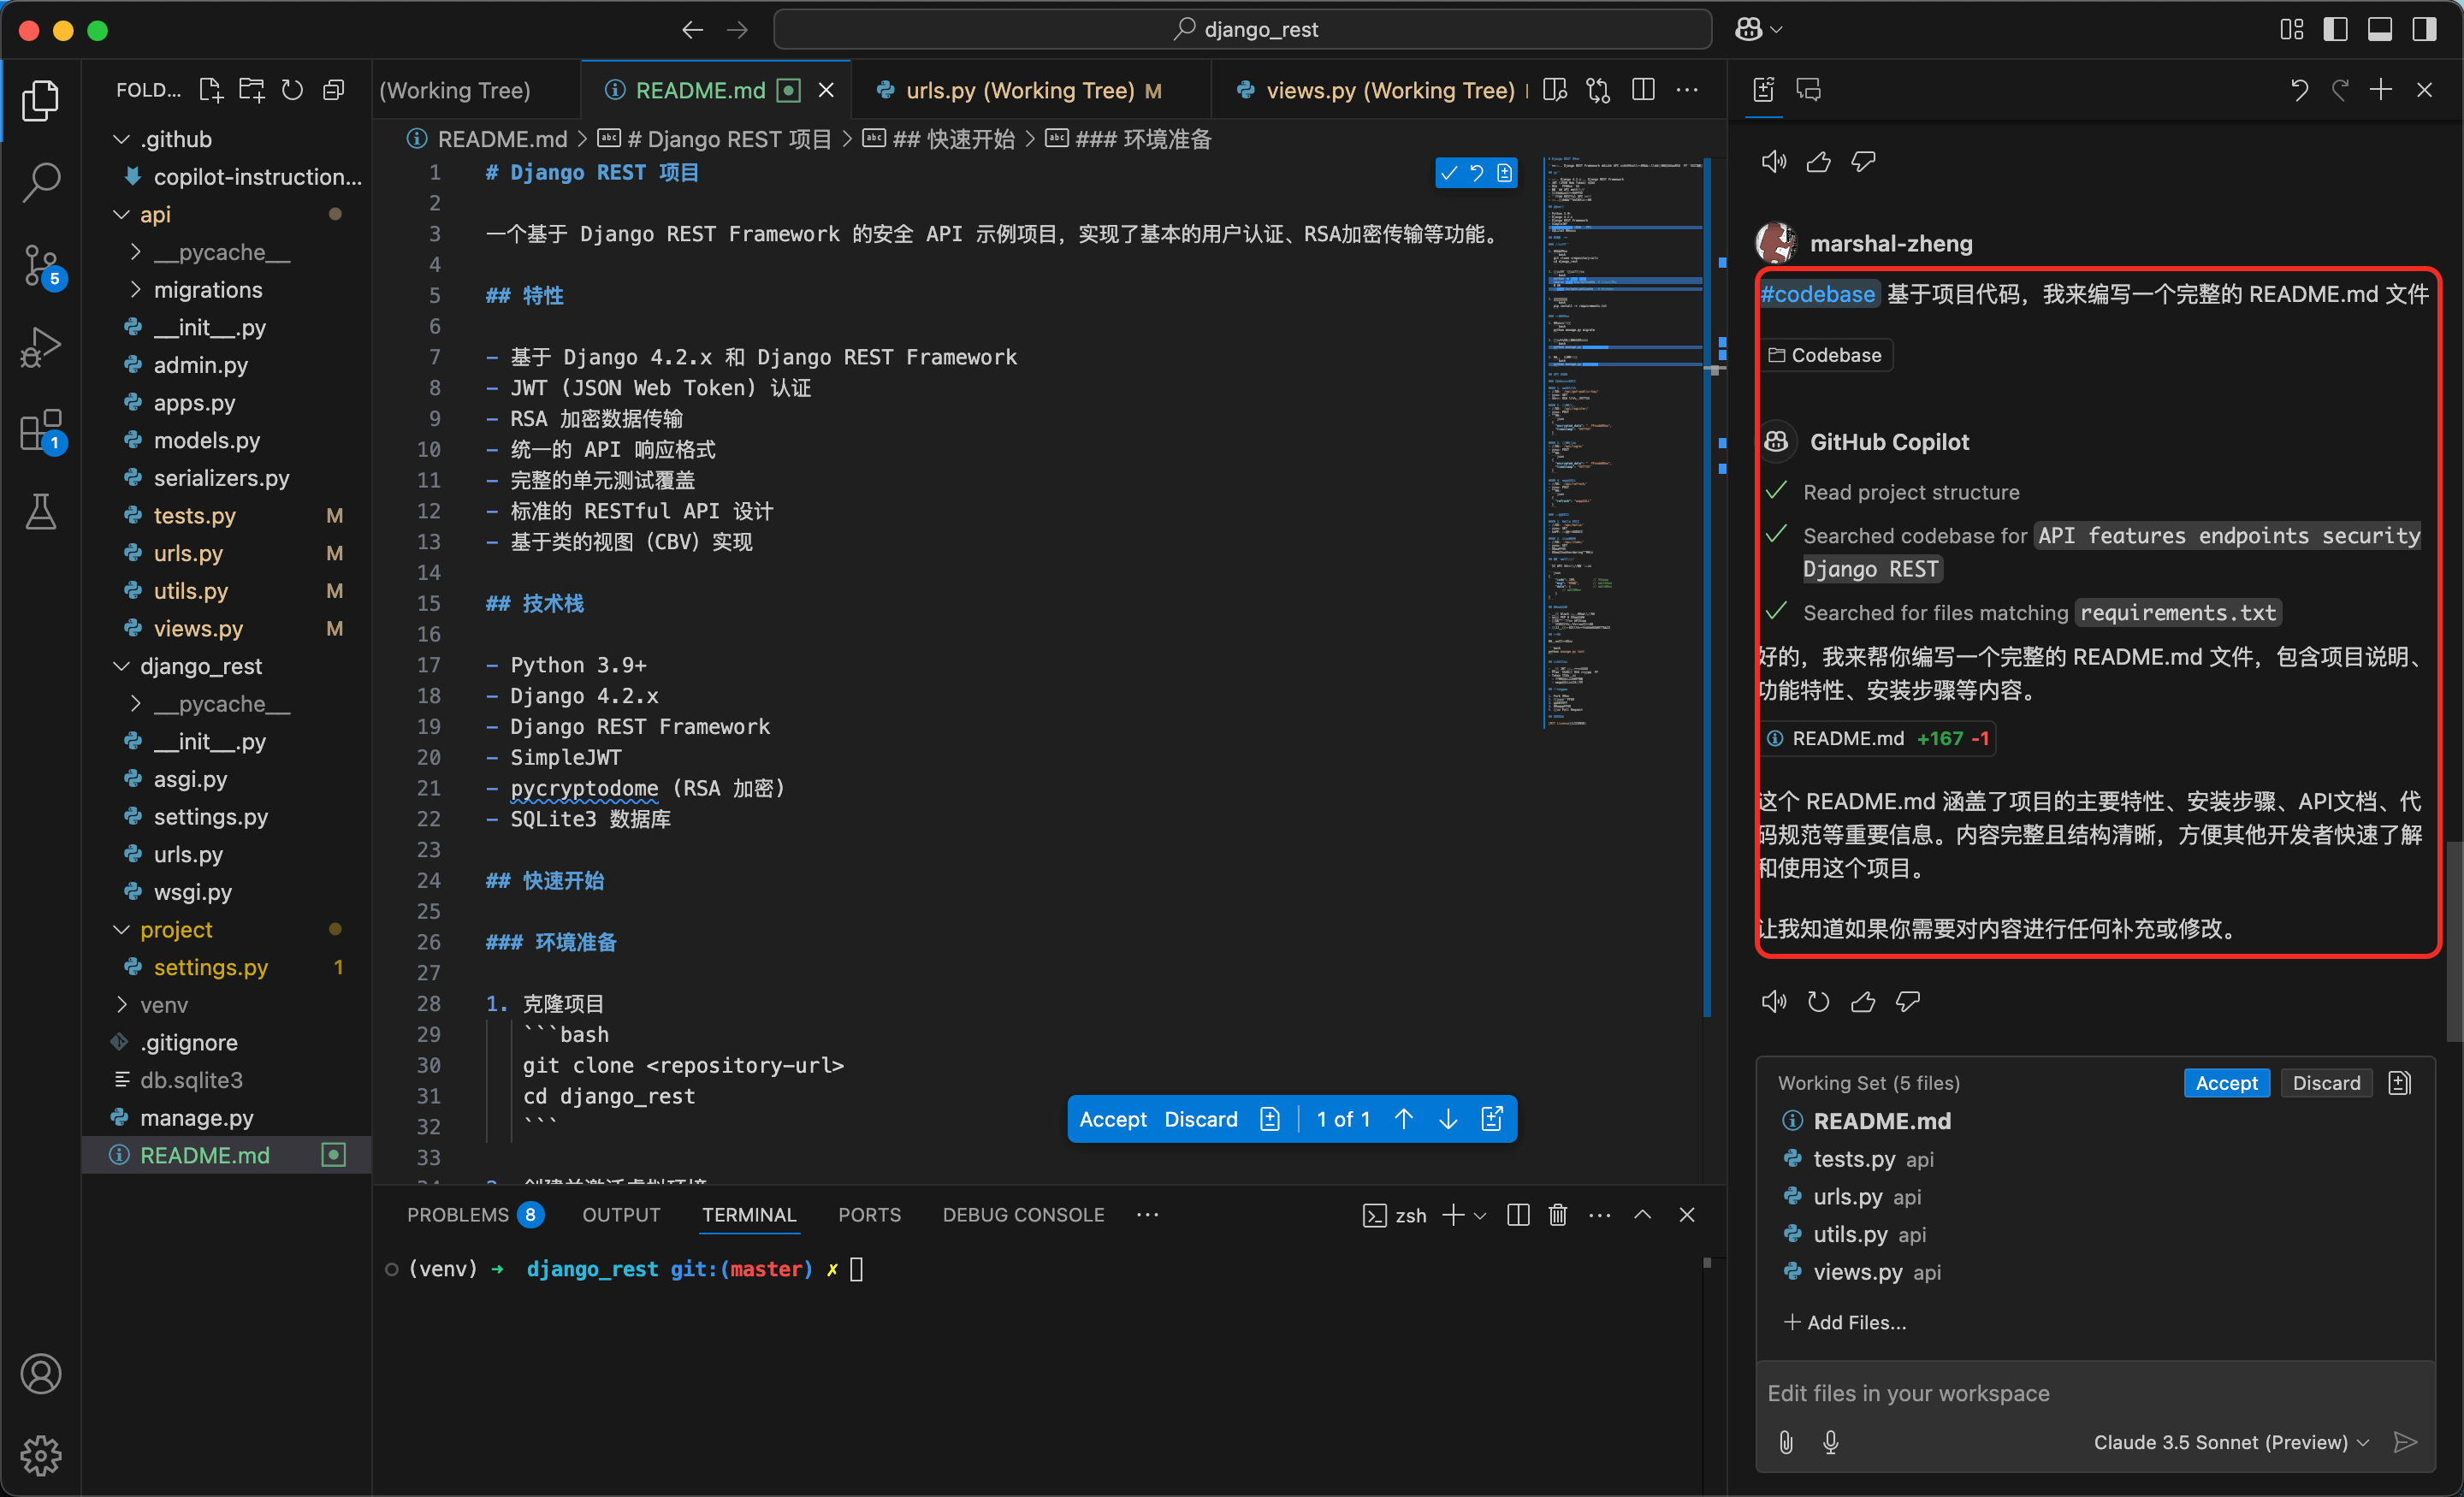 django_rest
FOLD...
.github
copilot-instruction...
api
__pycache__
migrations
__init__.py
admin.py
apps.py
models.py
serializers.py
tests.py M
urls.py M
utils.py M
views.py M
django_rest
__pycache__
__init__.py
asgi.py
settings.py
urls.py
wsgi.py
project
settings.py 1
venv
.gitignore
db.sqlite3
manage.py
README.md
5
1
(Working Tree)
README.md
urls.py (Working Tree) M
views.py (Working Tree)
README.md > # Django REST 项目 > ## 快速开始 > ### 环境准备
1 # Django REST 项目
2
3 一个基于 Django REST Framework 的安全 API 示例项目，实现了基本的用户认证、RSA加密传输等功能。
4
5 ## 特性
6
7 - 基于 Django 4.2.x 和 Django REST Framework
8 - JWT (JSON Web Token) 认证
9 - RSA 加密数据传输
10 - 统一的 API 响应格式
11 - 完整的单元测试覆盖
12 - 标准的 RESTful API 设计
13 - 基于类的视图（CBV）实现
14
15 ## 技术栈
16
17 - Python 3.9+
18 - Django 4.2.x
19 - Django REST Framework
20 - SimpleJWT
21 - pycryptodome (RSA 加密)
22 - SQLite3 数据库
23
24 ## 快速开始
25
26 ### 环境准备
27
28 1. 克隆项目
29 ```bash
30 git clone <repository-url>
31 cd django_rest
32 ```
33
Accept Discard 1 of 1
PROBLEMS 8 OUTPUT TERMINAL PORTS DEBUG CONSOLE ...
zsh
(venv) ➜ django_rest git:(master) ✗
marshal-zheng
#codebase 基于项目代码，我来编写一个完整的 README.md 文件
Codebase
GitHub Copilot
Read project structure
Searched codebase for API features endpoints security
Django REST
Searched for files matching requirements.txt
好的，我来帮你编写一个完整的 README.md 文件，包含项目说明、
功能特性、安装步骤等内容。
README.md +167 -1
这个 README.md 涵盖了项目的主要特性、安装步骤、API文档、代
码规范等重要信息。内容完整且结构清晰，方便其他开发者快速了解
和使用这个项目。
让我知道如果你需要对内容进行任何补充或修改。
Working Set (5 files) Accept Discard
README.md
tests.py api
urls.py api
utils.py api
views.py api
+ Add Files...
Edit files in your workspace
Claude 3.5 Sonnet (Preview)